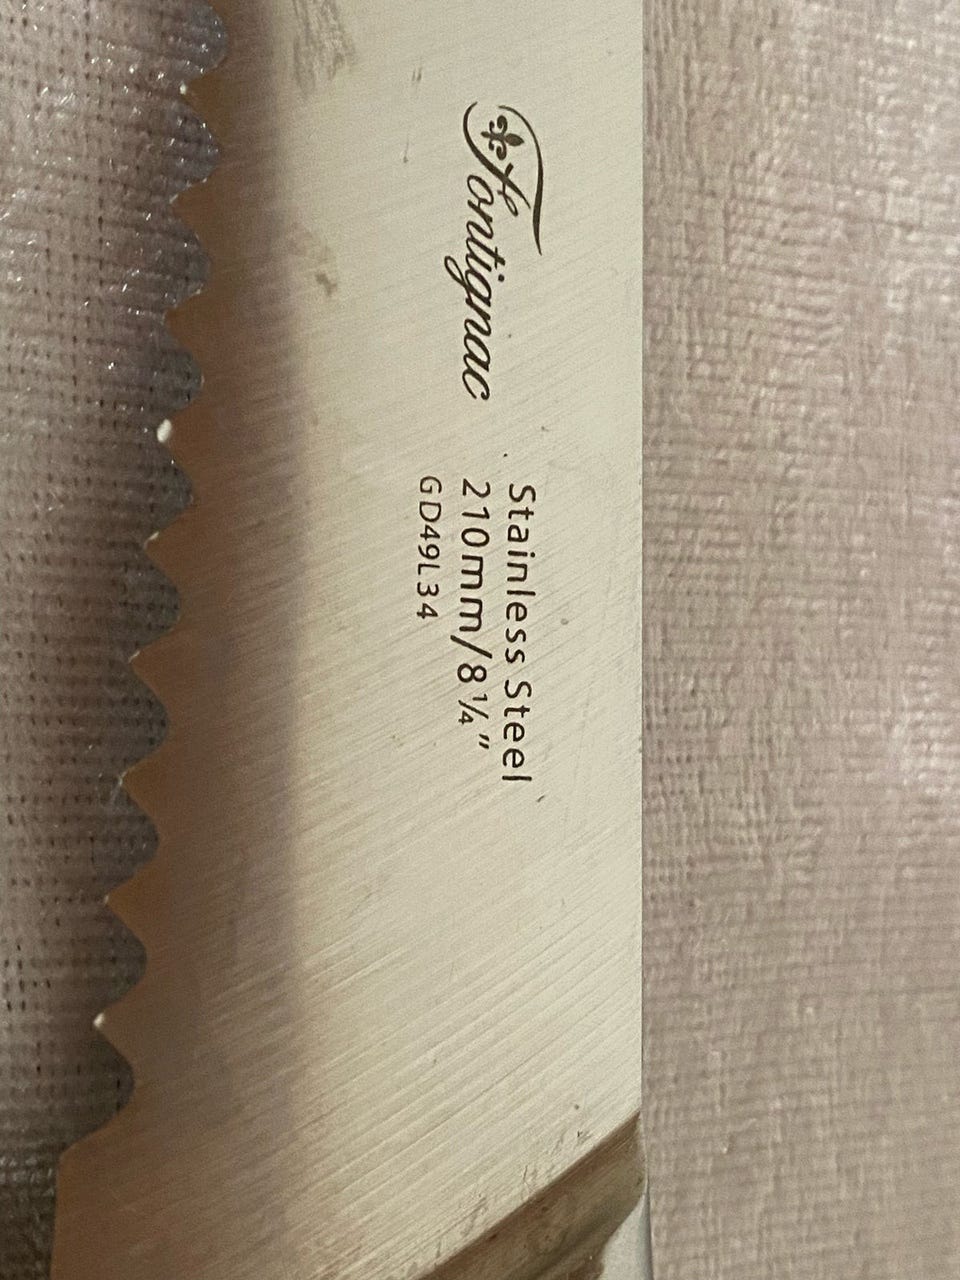 Fontignac
Stainless Steel
210mm/8¼"
GD49L34